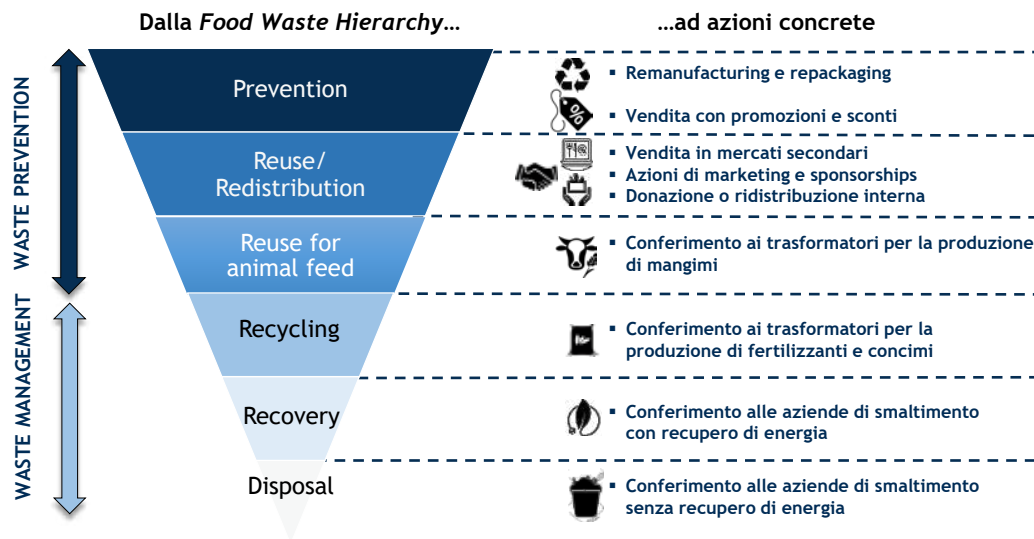 Dalla Food Waste Hierarchy…
…ad azioni concrete
WASTE PREVENTION
Prevention
▪ Remanufacturing e repackaging
▪ Vendita con promozioni e sconti
Reuse/
Redistribution
▪ Vendita in mercati secondari
▪ Azioni di marketing e sponsorships
▪ Donazione o ridistribuzione interna
Reuse for
animal feed
▪ Conferimento ai trasformatori per la produzione
di mangimi
WASTE MANAGEMENT
Recycling
▪ Conferimento ai trasformatori per la
produzione di fertilizzanti e concimi
Recovery
▪ Conferimento alle aziende di smaltimento
con recupero di energia
Disposal
▪ Conferimento alle aziende di smaltimento
senza recupero di energia
%